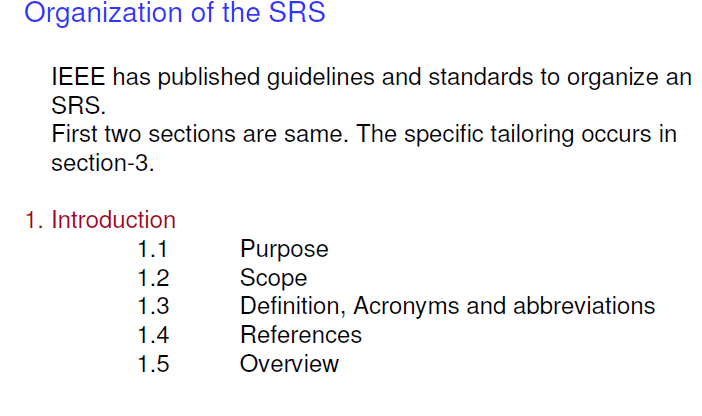 Organization of the SRS
IEEE has published guidelines and standards to organize an
SRS.
First two sections are same. The specific tailoring occurs in
section-3.
1. Introduction
1.1 Purpose
1.2 Scope
1.3 Definition, Acronyms and abbreviations
1.4 References
1.5 Overview